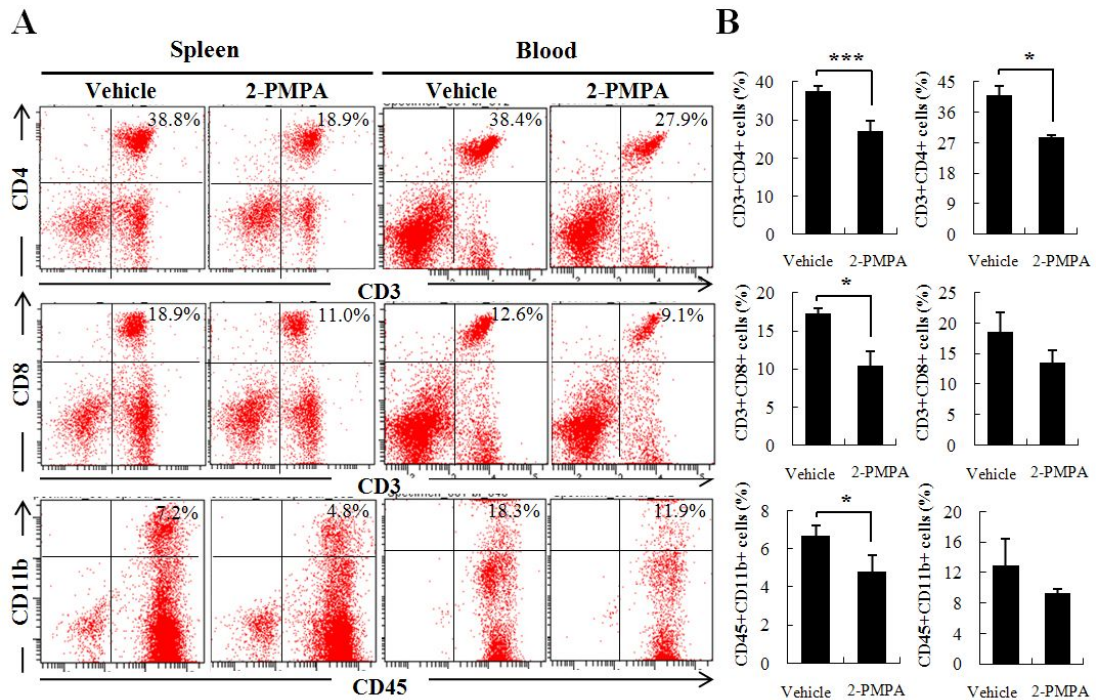 A
B
Spleen
Blood
Vehicle
2-PMPA
Vehicle
2-PMPA
CD4
38.8%
18.9%
38.4%
27.9%
CD3
CD8
18.9%
11.0%
12.6%
9.1%
CD3
CD11b
7.2%
4.8%
18.3%
11.9%
CD45
***
CD3+CD4+ cells (%)
40
30
20
10
0
Vehicle
2-PMPA
*
CD3+CD4+ cells (%)
45
36
27
18
9
0
Vehicle
2-PMPA
*
CD3+CD8+ cells (%)
20
15
10
5
0
Vehicle
2-PMPA
CD3+CD8+ cells (%)
30
25
20
15
10
5
0
Vehicle
2-PMPA
*
CD45+CD11b+ cells (%)
8
6
4
2
0
Vehicle
2-PMPA
CD45+CD11b+ cells (%)
20
16
12
8
4
0
Vehicle
2-PMPA